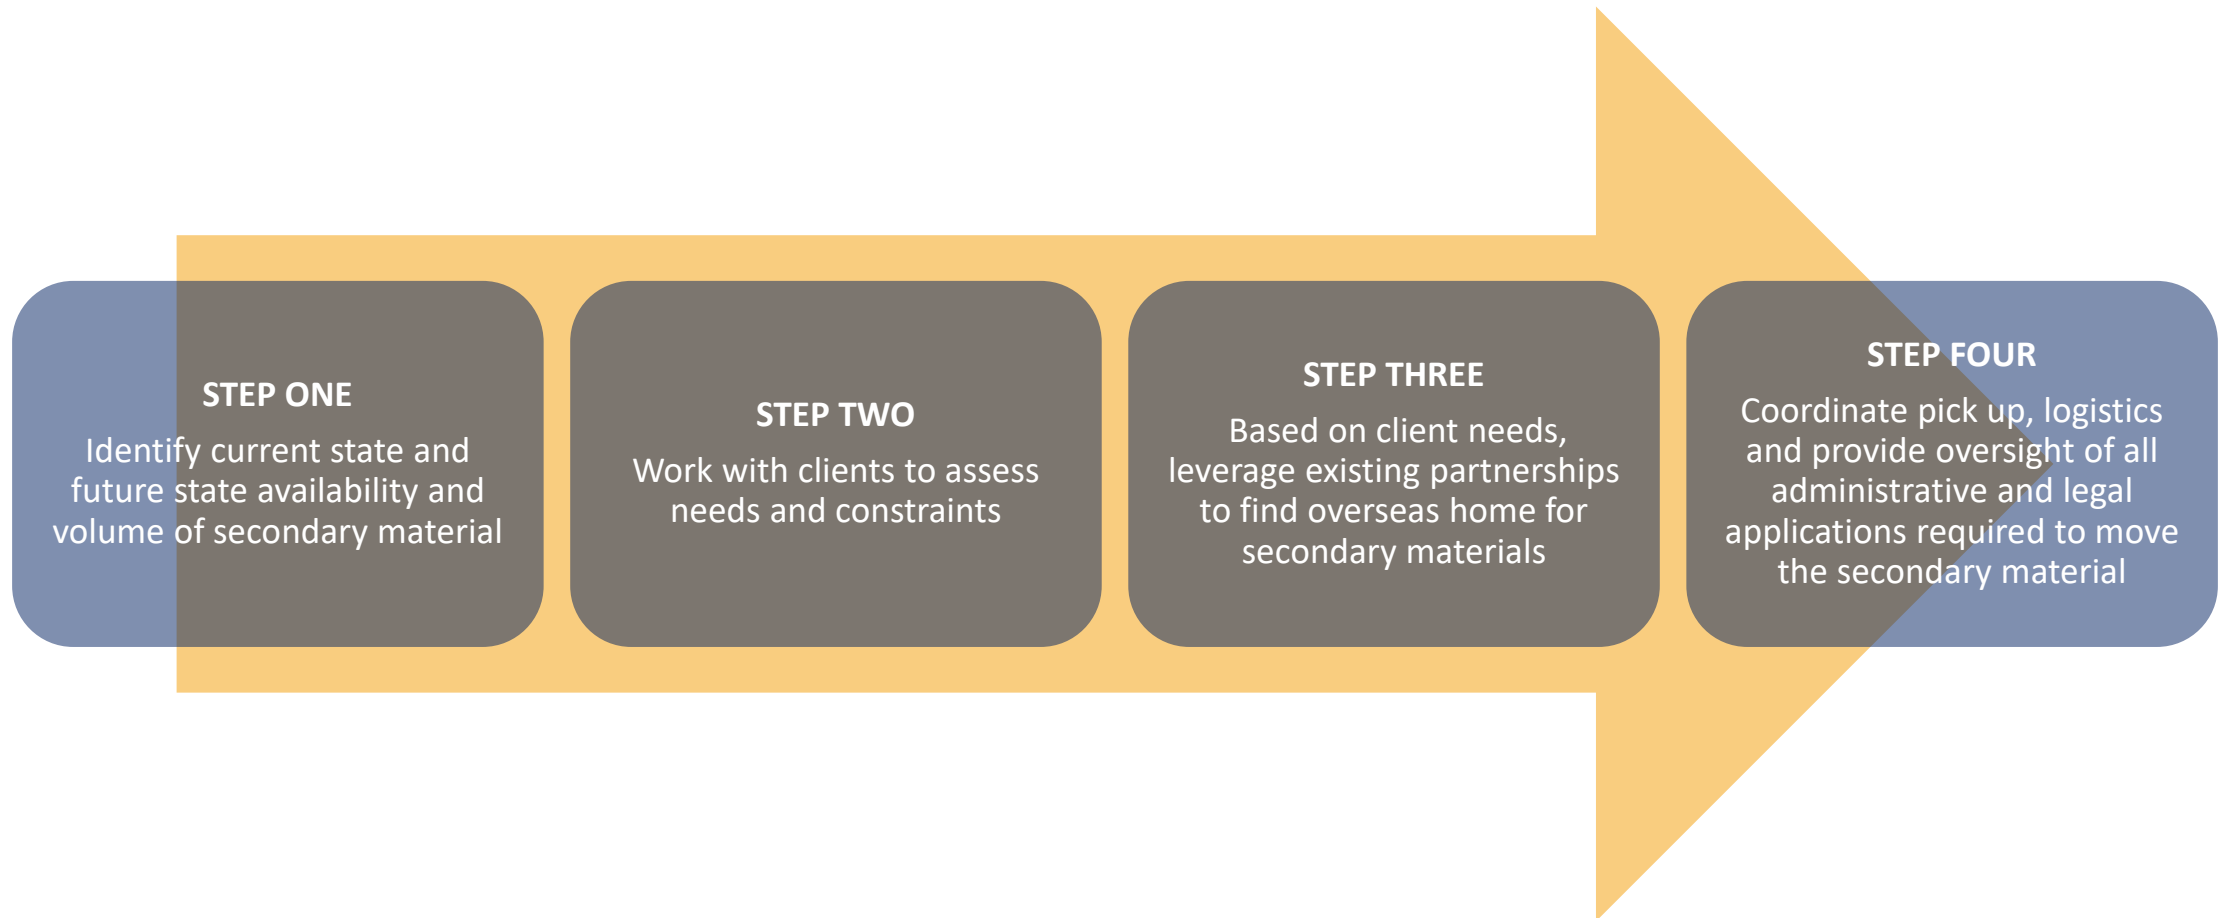 STEP ONE
Identify current state and
future state availability and
volume of secondary material
STEP TWO
Work with clients to assess
needs and constraints
STEP THREE
Based on client needs,
leverage existing partnerships
to find overseas home for
secondary materials
STEP FOUR
Coordinate pick up, logistics
and provide oversight of all
administrative and legal
applications required to move
the secondary material